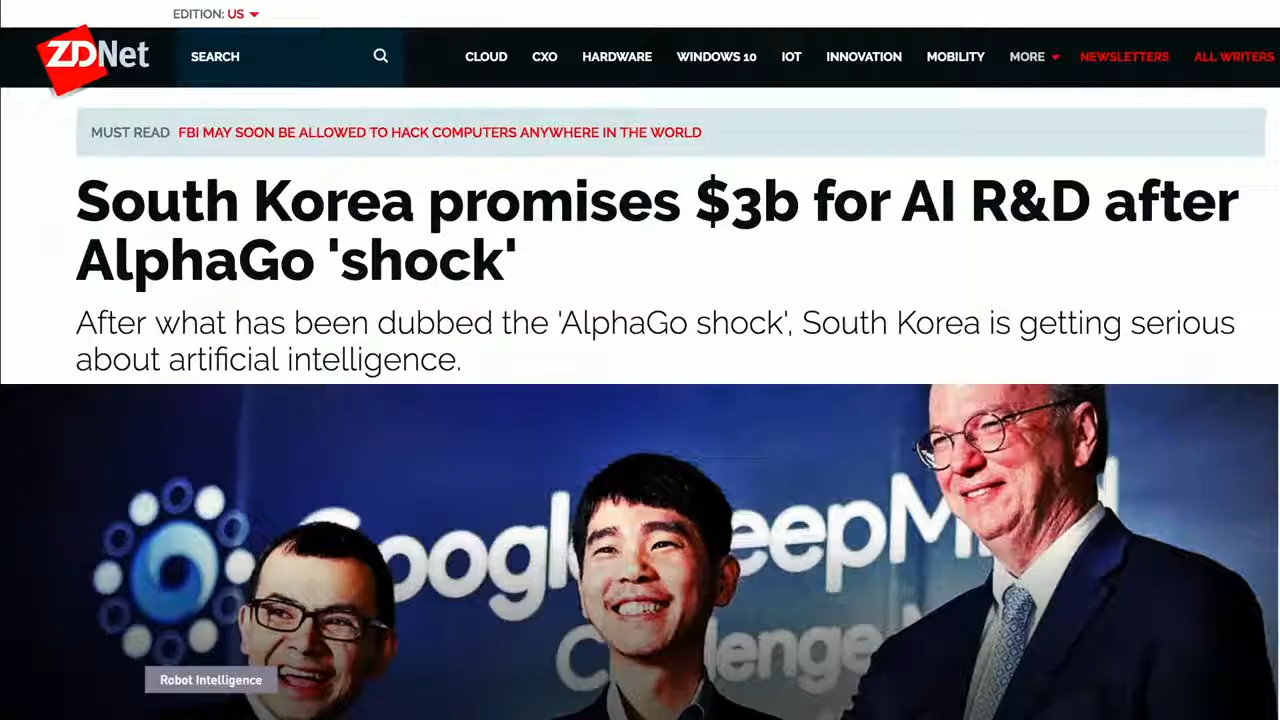 EDITION: US
ZDNet
SEARCH
CLOUD CXO HARDWARE WINDOWS 10 IOT INNOVATION MOBILITY MORE NEWSLETTERS ALL WRITERS
MUST READ FBI MAY SOON BE ALLOWED TO HACK COMPUTERS ANYWHERE IN THE WORLD
South Korea promises $3b for AI R&D after
AlphaGo 'shock'
After what has been dubbed the 'AlphaGo shock', South Korea is getting serious
about artificial intelligence.
Robot Intelligence